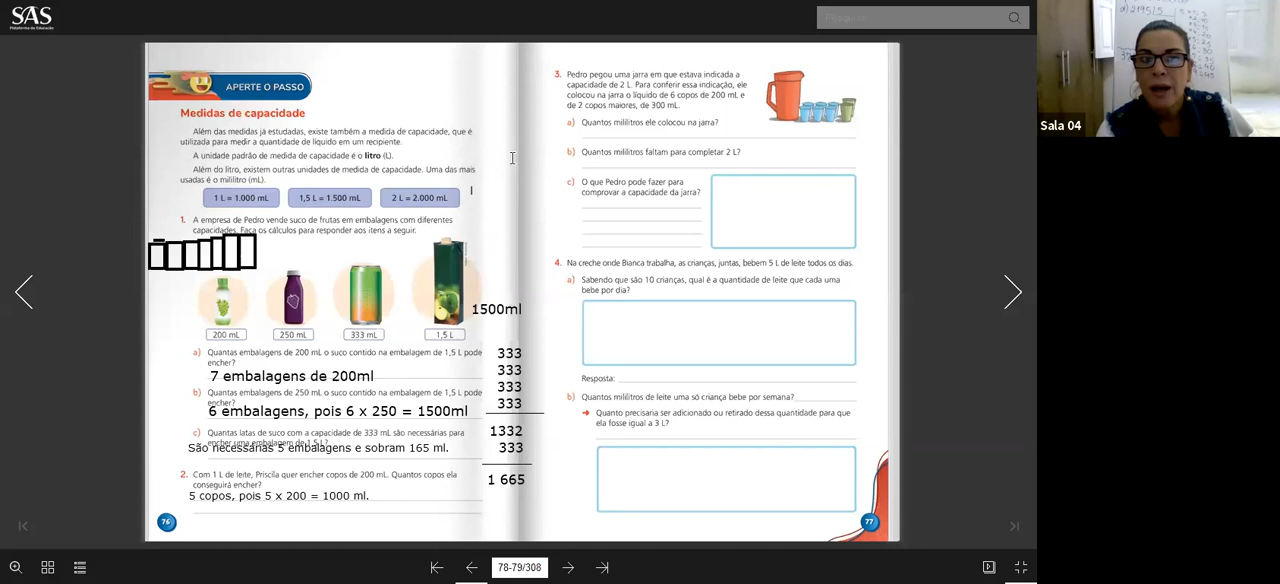 SAS
Plataforma de Educação
APERTE O PASSO
Medidas de capacidade
Além das medidas já estudadas, existe também a medida de capacidade, que é
utilizada para medir a quantidade de líquido em um recipiente.
A unidade padrão de medida de capacidade é o litro (L).
Além do litro, existem outras unidades de medida de capacidade. Uma das mais
usadas é o mililitro (mL).
1 L = 1.000 mL
1,5 L = 1.500 mL
2 L = 2.000 mL
1. A empresa de Pedro vende suco de frutas em embalagens com diferentes
capacidades. Faça os cálculos para responder aos itens a seguir.
200 mL
250 mL
333 mL
1,5 L
1500ml
a) Quantas embalagens de 200 mL o suco contido na embalagem de 1,5 L pode
encher?
7 embalagens de 200ml
b) Quantas embalagens de 250 mL o suco contido na embalagem de 1,5 L pode
encher?
6 embalagens, pois 6 x 250 = 1500ml
c) Quantas latas de suco com a capacidade de 333 mL são necessárias para
encher uma embalagem de 1,5 L?
São necessárias 5 embalagens e sobram 165 ml.
333
333
333
333
1332
333
1 665
2. Com 1 L de leite, Priscila quer encher copos de 200 mL. Quantos copos ela
conseguirá encher?
5 copos, pois 5 x 200 = 1000 ml.
76
3. Pedro pegou uma jarra em que estava indicada a
capacidade de 2 L. Para conferir essa indicação, ele
colocou na jarra o líquido de 6 copos de 200 mL e
de 2 copos maiores, de 300 mL.
a) Quantos mililitros ele colocou na jarra?
b) Quantos mililitros faltam para completar 2 L?
c) O que Pedro pode fazer para
comprovar a capacidade da jarra?
4. Na creche onde Bianca trabalha, as crianças, juntas, bebem 5 L de leite todos os dias.
a) Sabendo que são 10 crianças, qual é a quantidade de leite que cada uma
bebe por dia?
Resposta:
b) Quantos mililitros de leite uma só criança bebe por semana?
➜ Quanto precisaria ser adicionado ou retirado dessa quantidade para que
ela fosse igual a 3 L?
77
78-79/308
Sala 04